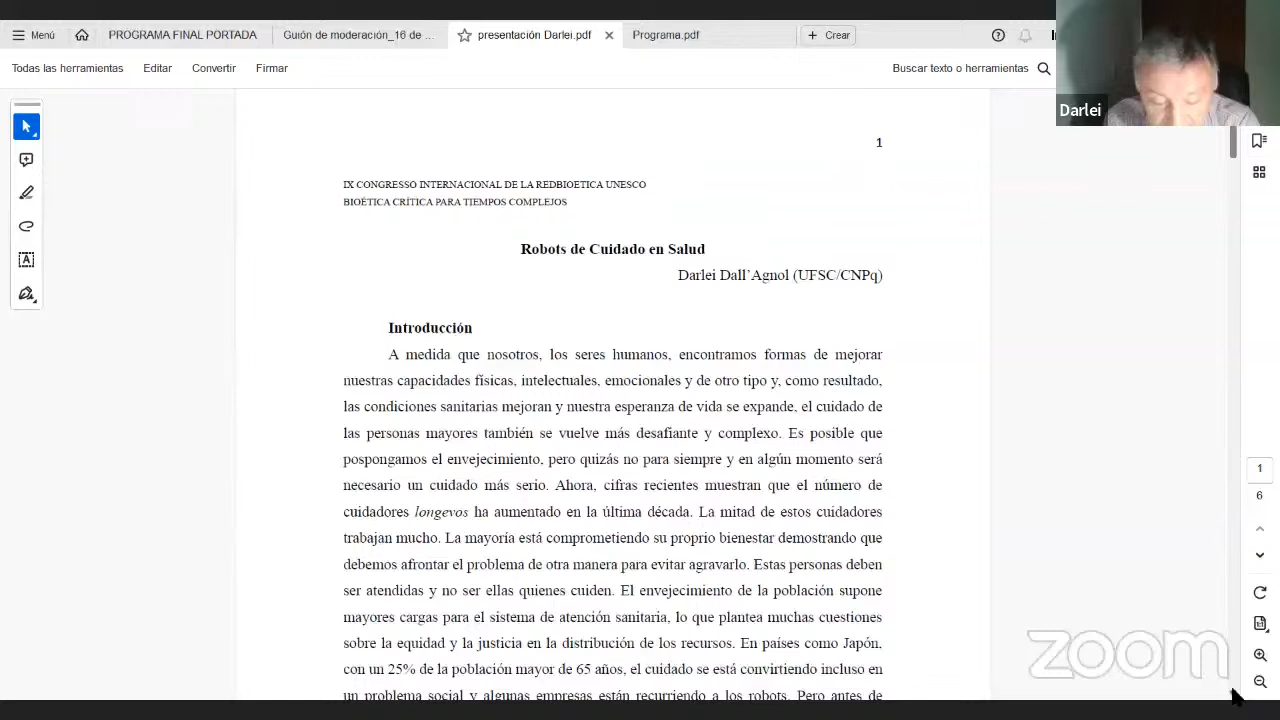 Menú
PROGRAMA FINAL PORTADA
Guión de moderación_16 de ...
presentación Darlei.pdf
Programa.pdf
Crear
Todas las herramientas
Editar
Convertir
Firmar
Buscar texto o herramientas
Darlei
1
IX CONGRESSO INTERNACIONAL DE LA REDBIOETICA UNESCO
BIOÉTICA CRÍTICA PARA TIEMPOS COMPLEJOS
Robots de Cuidado en Salud
Darlei Dall'Agnol (UFSC/CNPq)
Introducción
A medida que nosotros, los seres humanos, encontramos formas de mejorar
nuestras capacidades físicas, intelectuales, emocionales y de otro tipo y, como resultado,
las condiciones sanitarias mejoran y nuestra esperanza de vida se expande, el cuidado de
las personas mayores también se vuelve más desafiante y complejo. Es posible que
pospongamos el envejecimiento, pero quizás no para siempre y en algún momento será
necesario un cuidado más serio. Ahora, cifras recientes muestran que el número de
cuidadores longevos ha aumentado en la última década. La mitad de estos cuidadores
trabajan mucho. La mayoría está comprometiendo su propio bienestar demostrando que
debemos afrontar el problema de otra manera para evitar agravarlo. Estas personas deben
ser atendidas y no ser ellas quienes cuiden. El envejecimiento de la población supone
mayores cargas para el sistema de atención sanitaria, lo que plantea muchas cuestiones
sobre la equidad y la justicia en la distribución de los recursos. En países como Japón,
con un 25% de la población mayor de 65 años, el cuidado se está convirtiendo incluso en
un problema social y algunas empresas están recurriendo a los robots. Pero antes de
1
6
zoom